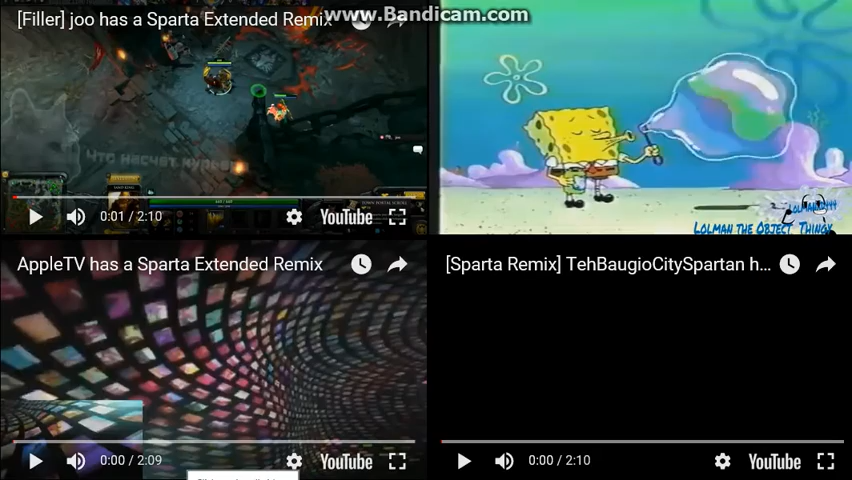 www.Bandicam.com
[Filler] joo has a Sparta Extended Remix
ЧТО НАСЧЕТ
0:01 / 2:10
YouTube
LOLMAN THE OBJECT THINGY
AppleTV has a Sparta Extended Remix
0:00 / 2:09
YouTube
[Sparta Remix] TehBaugioCitySpartan h...
0:00 / 2:10
YouTube